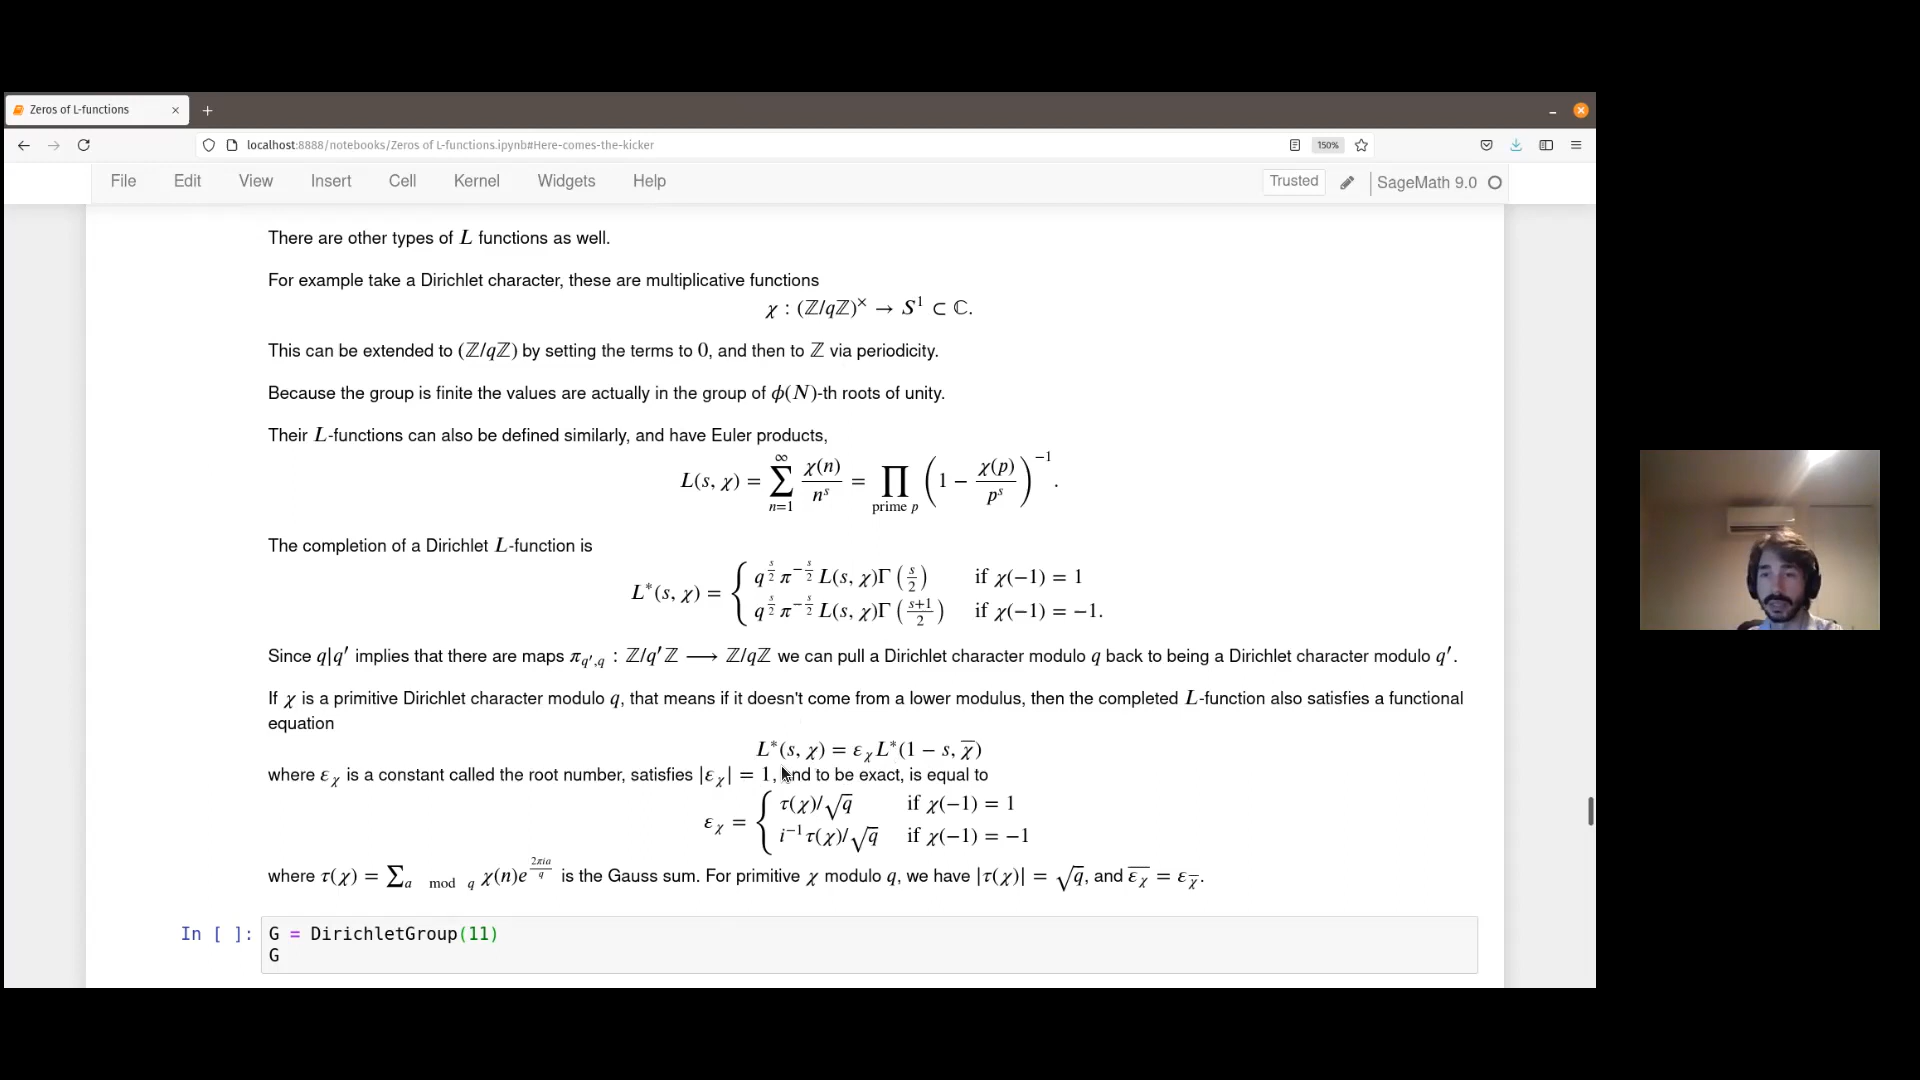 Zeros of L-functions
localhost:8888/notebooks/Zeros of L-functions.ipynb#Here-comes-the-kicker
150%
File Edit View Insert Cell Kernel Widgets Help
Trusted
SageMath 9.0
There are other types of L functions as well.
For example take a Dirichlet character, these are multiplicative functions
χ : (ℤ/qℤ)^× → S^1 ⊂ ℂ.
This can be extended to (ℤ/qℤ) by setting the terms to 0, and then to ℤ via periodicity.
Because the group is finite the values are actually in the group of ϕ(N)-th roots of unity.
Their L-functions can also be defined similarly, and have Euler products,
L(s, χ) = ∑_{n=1}^{∞} χ(n)/n^s = ∏_{prime p} (1 − χ(p)/p^s)^{−1}.
The completion of a Dirichlet L-function is
L^*(s, χ) = { q^{s/2} π^{−s/2} L(s, χ)Γ(s/2) if χ(−1) = 1
q^{s/2} π^{−s/2} L(s, χ)Γ((s+1)/2) if χ(−1) = −1.
Since q|q′ implies that there are maps π_{q′,q} : ℤ/q′ℤ ⟶ ℤ/qℤ we can pull a Dirichlet character modulo q back to being a Dirichlet character modulo q′.
If χ is a primitive Dirichlet character modulo q, that means if it doesn't come from a lower modulus, then the completed L-function also satisfies a functional
equation
L^*(s, χ) = ε_χ L^*(1 − s, χ̅)
where ε_χ is a constant called the root number, satisfies |ε_χ| = 1, and to be exact, is equal to
ε_χ = { τ(χ)/√q if χ(−1) = 1
i^{−1}τ(χ)/√q if χ(−1) = −1
where τ(χ) = ∑_{a mod q} χ(n)e^{2πia/q} is the Gauss sum. For primitive χ modulo q, we have |τ(χ)| = √q, and \overline{ε_χ} = ε_{χ̅}.
In [ ]: G = DirichletGroup(11)
G